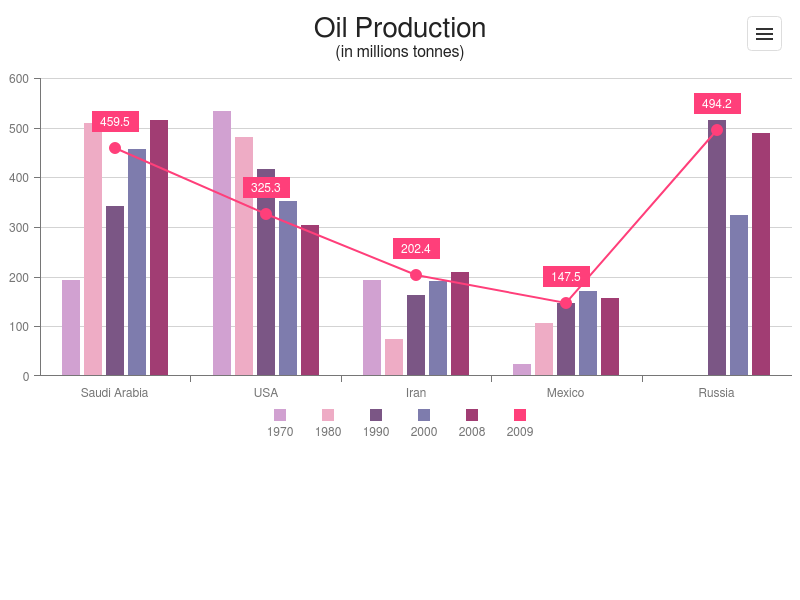 Oil Production
(in millions tonnes)
600
500
400
300
200
100
0
459.5
325.3
202.4
147.5
494.2
Saudi Arabia
USA
Iran
Mexico
Russia
1970
1980
1990
2000
2008
2009